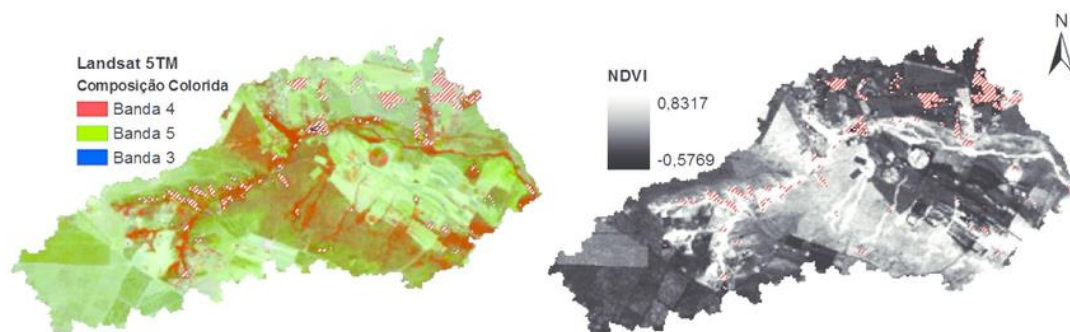 Landsat 5TM
Composição Colorida
Banda 4
Banda 5
Banda 3
NDVI
0,8317
-0,5769
N